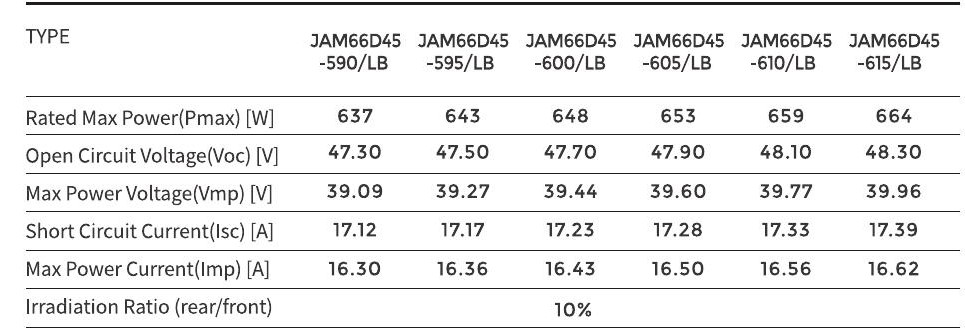 TYPE JAM66D45 JAM66D45 JAM66D45 JAM66D45 JAM66D45 JAM66D45
-590/LB -595/LB -600/LB -605/LB -610/LB -615/LB
Rated Max Power(Pmax) [W] 637 643 648 653 659 664
Open Circuit Voltage(Voc) [V] 47.30 47.50 47.70 47.90 48.10 48.30
Max Power Voltage(Vmp) [V] 39.09 39.27 39.44 39.60 39.77 39.96
Short Circuit Current(Isc) [A] 17.12 17.17 17.23 17.28 17.33 17.39
Max Power Current(Imp) [A] 16.30 16.36 16.43 16.50 16.56 16.62
Irradiation Ratio (rear/front) 10%